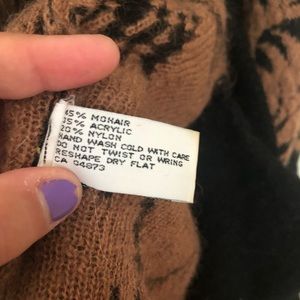 45% MOHAIR
35% ACRYLIC
20% NYLON
HAND WASH COLD WITH CARE
DO NOT TWIST OR WRING
RESHAPE DRY FLAT
CA 04873